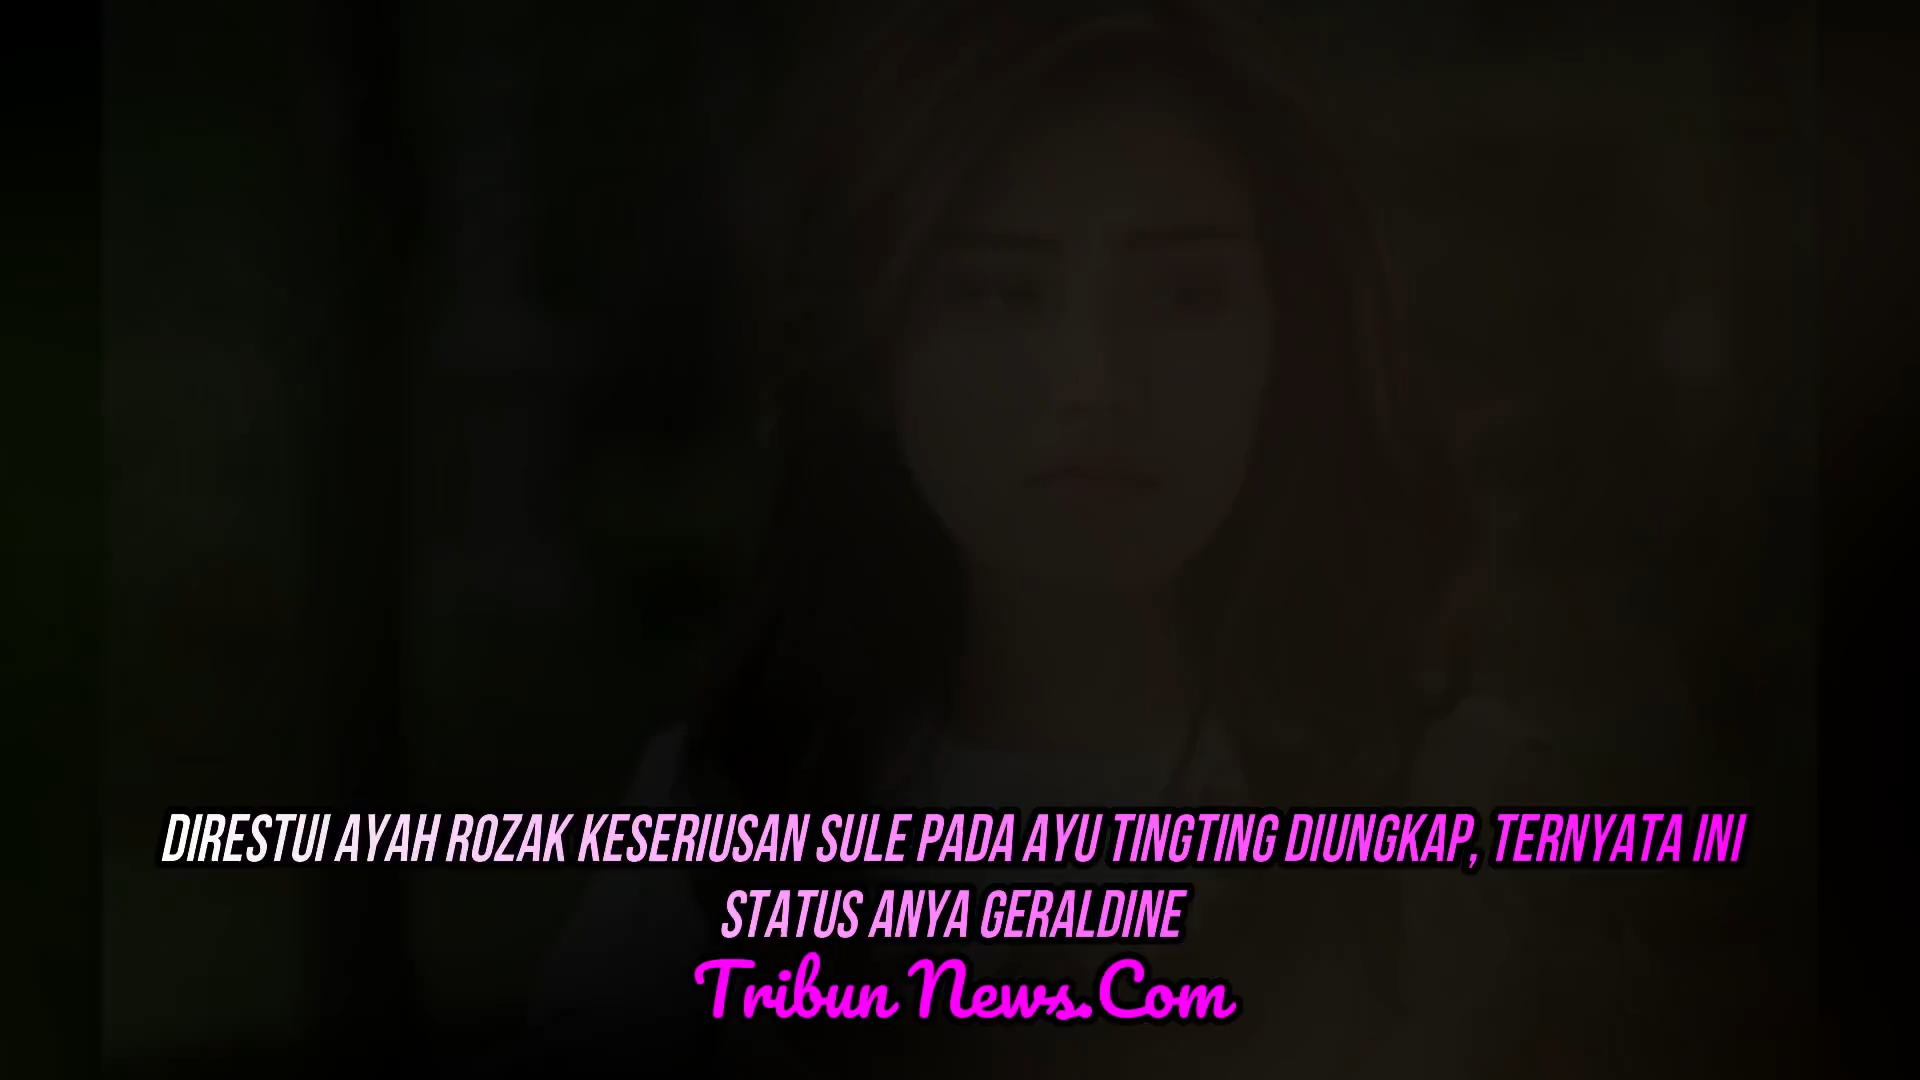 DIRESTUI AYAH ROZAK KESERIUSAN SULE PADA AYU TINGTING DIUNGKAP, TERNYATA INI
STATUS ANYA GERALDINE
Tribun News.Com